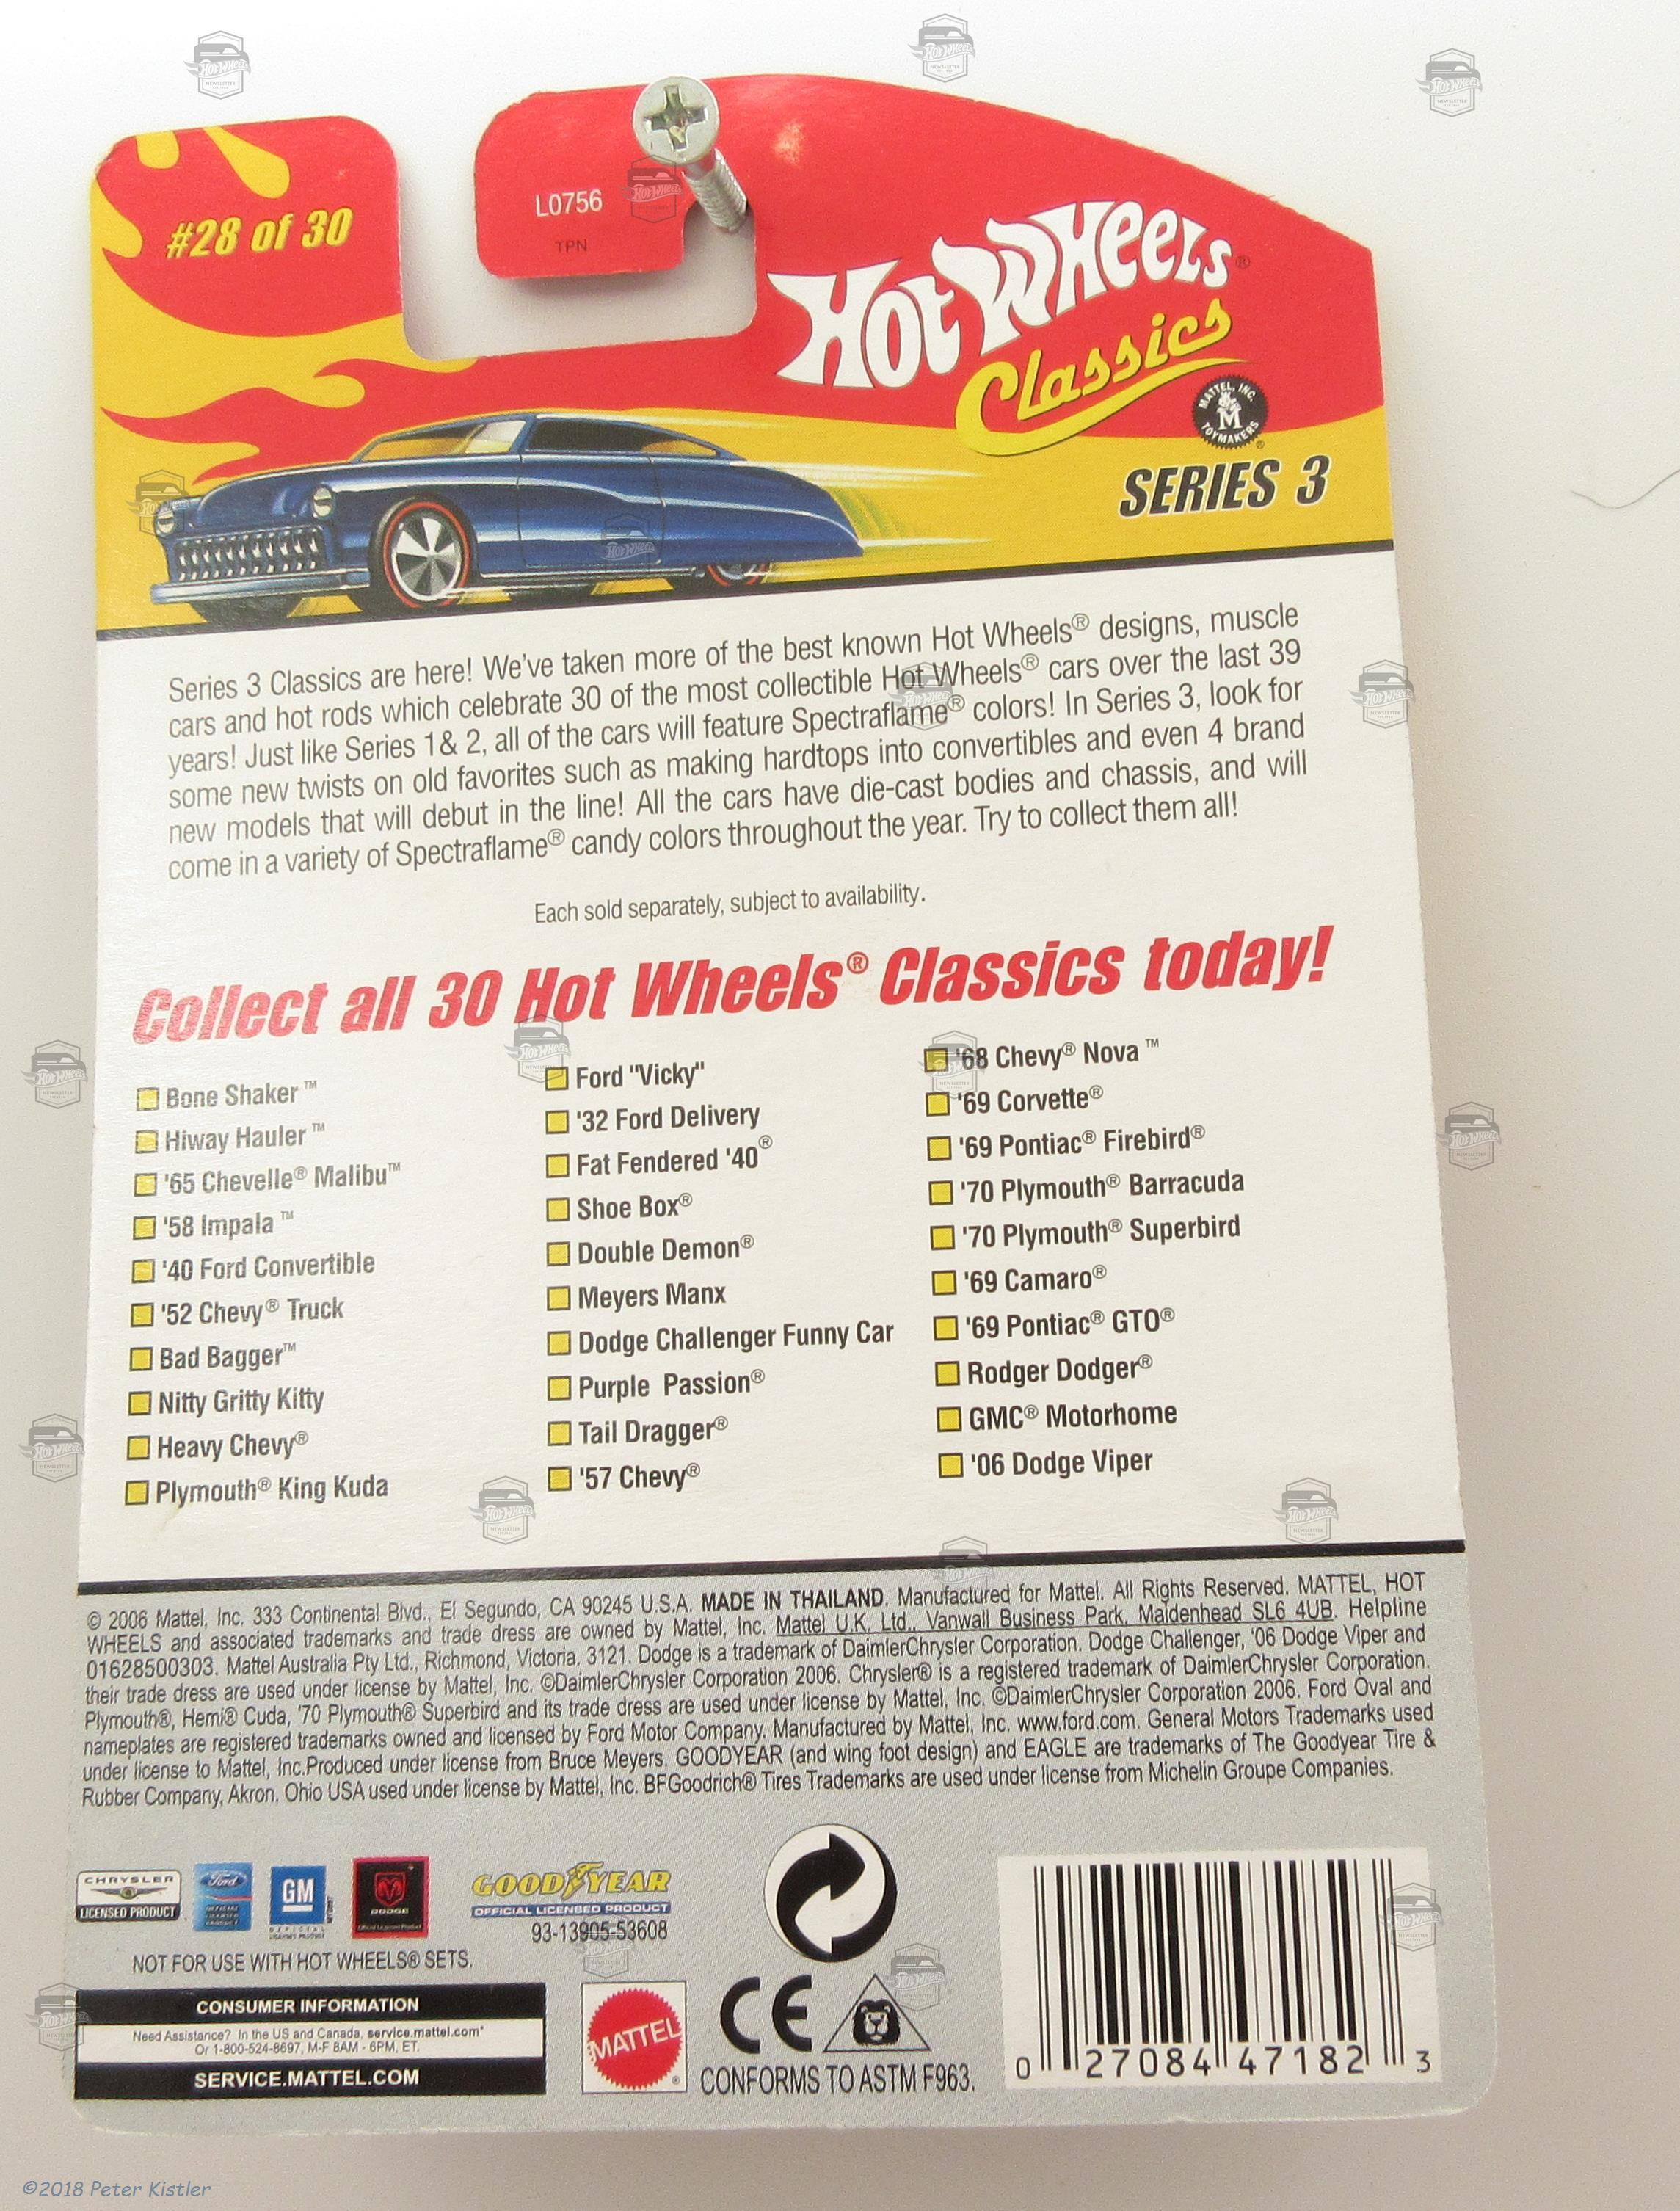 #28 of 30
L0756
TPN
Hot Wheels®
Classics
MATTEL, INC.
M
TOYMAKERS
®
SERIES 3
Series 3 Classics are here! We've taken more of the best known Hot Wheels® designs, muscle
cars and hot rods which celebrate 30 of the most collectible Hot Wheels® cars over the last 39
years! Just like Series 1& 2, all of the cars will feature Spectraflame® colors! In Series 3, look for
some new twists on old favorites such as making hardtops into convertibles and even 4 brand
new models that will debut in the line! All the cars have die-cast bodies and chassis, and will
come in a variety of Spectraflame® candy colors throughout the year. Try to collect them all!
Each sold separately, subject to availability.
Collect all 30 Hot Wheels® Classics today!
Bone Shaker™
Hiway Hauler™
'65 Chevelle® Malibu™
'58 Impala™
'40 Ford Convertible
'52 Chevy® Truck
Bad Bagger™
Nitty Gritty Kitty
Heavy Chevy®
Plymouth® King Kuda
Ford "Vicky"
'32 Ford Delivery
Fat Fendered '40®
Shoe Box®
Double Demon®
Meyers Manx
Dodge Challenger Funny Car
Purple Passion®
Tail Dragger®
'57 Chevy®
'68 Chevy® Nova™
'69 Corvette®
'69 Pontiac® Firebird®
'70 Plymouth® Barracuda
'70 Plymouth® Superbird
'69 Camaro®
'69 Pontiac® GTO®
Rodger Dodger®
GMC® Motorhome
'06 Dodge Viper
© 2006 Mattel, Inc. 333 Continental Blvd., El Segundo, CA 90245 U.S.A. MADE IN THAILAND. Manufactured for Mattel. All Rights Reserved. MATTEL, HOT
WHEELS and associated trademarks and trade dress are owned by Mattel, Inc. Mattel U.K. Ltd., Vanwall Business Park, Maidenhead SL6 4UB. Helpline
01628500303. Mattel Australia Pty Ltd., Richmond, Victoria. 3121. Dodge is a trademark of DaimlerChrysler Corporation. Dodge Challenger, '06 Dodge Viper and
their trade dress are used under license by Mattel, Inc. ©DaimlerChrysler Corporation 2006. Chrysler® is a registered trademark of DaimlerChrysler Corporation.
Plymouth®, Hemi® Cuda, '70 Plymouth® Superbird and its trade dress are used under license by Mattel, Inc. ©DaimlerChrysler Corporation 2006. Ford Oval and
nameplates are registered trademarks owned and licensed by Ford Motor Company. Manufactured by Mattel, Inc. www.ford.com. General Motors Trademarks used
under license to Mattel, Inc.Produced under license from Bruce Meyers. GOODYEAR (and wing foot design) and EAGLE are trademarks of The Goodyear Tire &
Rubber Company, Akron, Ohio USA used under license by Mattel, Inc. BFGoodrich® Tires Trademarks are used under license from Michelin Groupe Companies.
CHRYSLER
LICENSED PRODUCT
Ford
GM
OFFICIAL
LICENSED PRODUCT
DODGE
Official Licensed Product
GOODYEAR
OFFICIAL LICENSED PRODUCT
93-13905-53608
NOT FOR USE WITH HOT WHEELS® SETS.
CONSUMER INFORMATION
Need Assistance? In the US and Canada, service.mattel.com*
Or 1-800-524-8697, M-F 8AM - 6PM, ET.
SERVICE.MATTEL.COM
MATTEL
®
CE
CONFORMS TO ASTM F963.
0 27084 47182 3
©2018 Peter Kistler